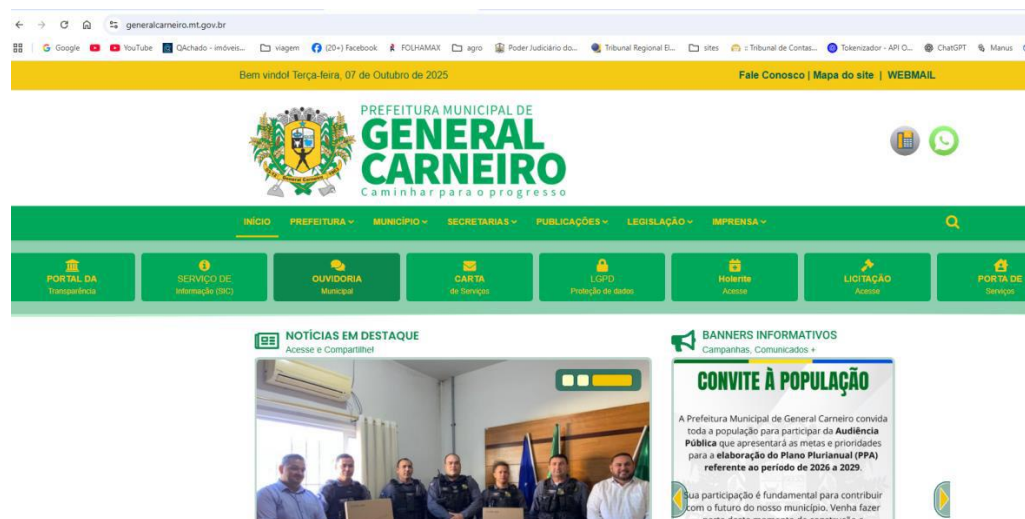 generalcarneiro.mt.gov.br
Google YouTube QAchado - imóveis... viagem (20+) Facebook FOLHAMAX agro Poder Judiciário do... Tribunal Regional El... sites :: Tribunal de Contas... Tokenizador - API O... ChatGPT Manus
Bem vindo! Terça-feira, 07 de Outubro de 2025
Fale Conosco | Mapa do site | WEBMAIL
PREFEITURA MUNICIPAL DE
GENERAL
CARNEIRO
Caminhar para o progresso
INÍCIO PREFEITURA MUNICÍPIO SECRETARIAS PUBLICAÇÕES LEGISLAÇÃO IMPRENSA
PORTAL DA
Transparência
SERVIÇO DE
Informação (SIC)
OUVIDORIA
Municipal
CARTA
de Serviços
LGPD
Proteção de dados
Holerite
Acesse
LICITAÇÃO
Acesse
PORTA DE
Serviços
NOTÍCIAS EM DESTAQUE
Acesse e Compartilhe!
BANNERS INFORMATIVOS
Campanhas, Comunicados +
CONVITE À POPULAÇÃO
A Prefeitura Municipal de General Carneiro convida
toda a população para participar da Audiência
Pública que apresentará as metas e prioridades
para a elaboração do Plano Plurianual (PPA)
referente ao período de 2026 a 2029.
Sua participação é fundamental para contribuir
com o futuro do nosso município. Venha fazer